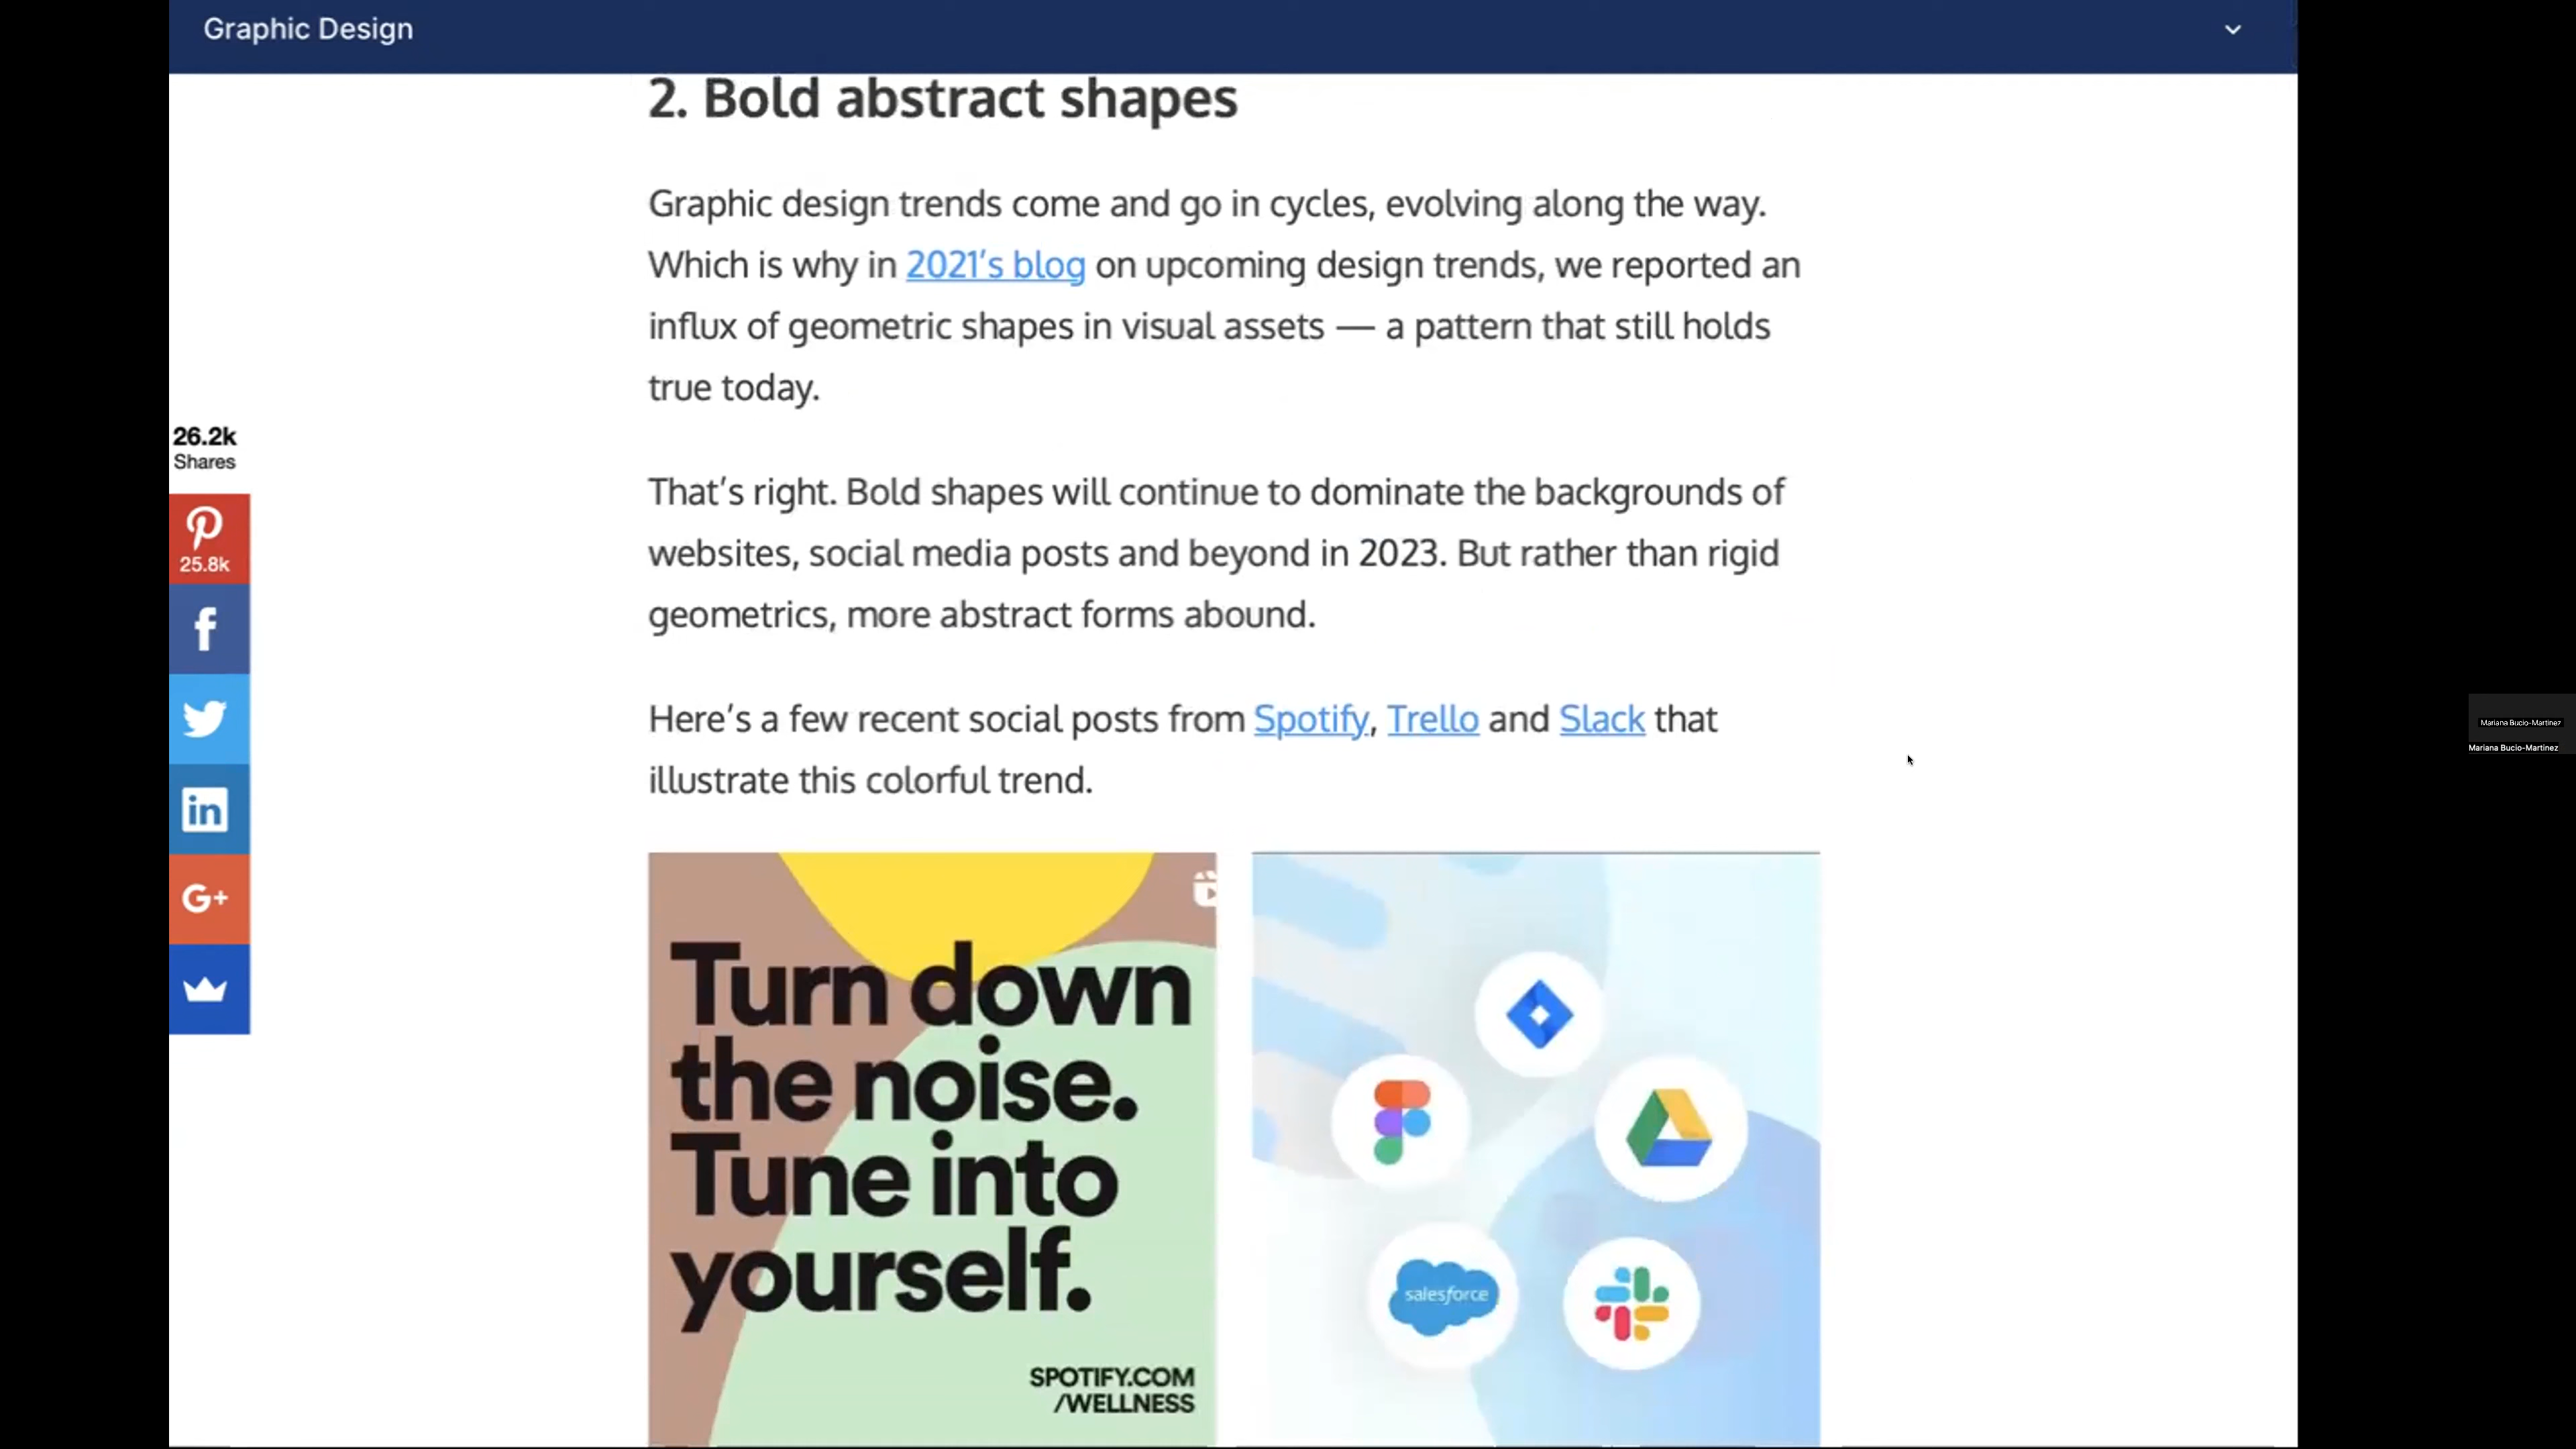 Graphic Design
2. Bold abstract shapes
Graphic design trends come and go in cycles, evolving along the way.
Which is why in 2021's blog on upcoming design trends, we reported an
influx of geometric shapes in visual assets — a pattern that still holds
true today.
26.2k
Shares
25.8k
That's right. Bold shapes will continue to dominate the backgrounds of
websites, social media posts and beyond in 2023. But rather than rigid
geometrics, more abstract forms abound.
Here's a few recent social posts from Spotify, Trello and Slack that
illustrate this colorful trend.
G+
Turn down
the noise.
Tune into
yourself.
SPOTIFY.COM
/WELLNESS
salesforce
Mariana Bucio-Martinez
Mariana Bucio-Martinez